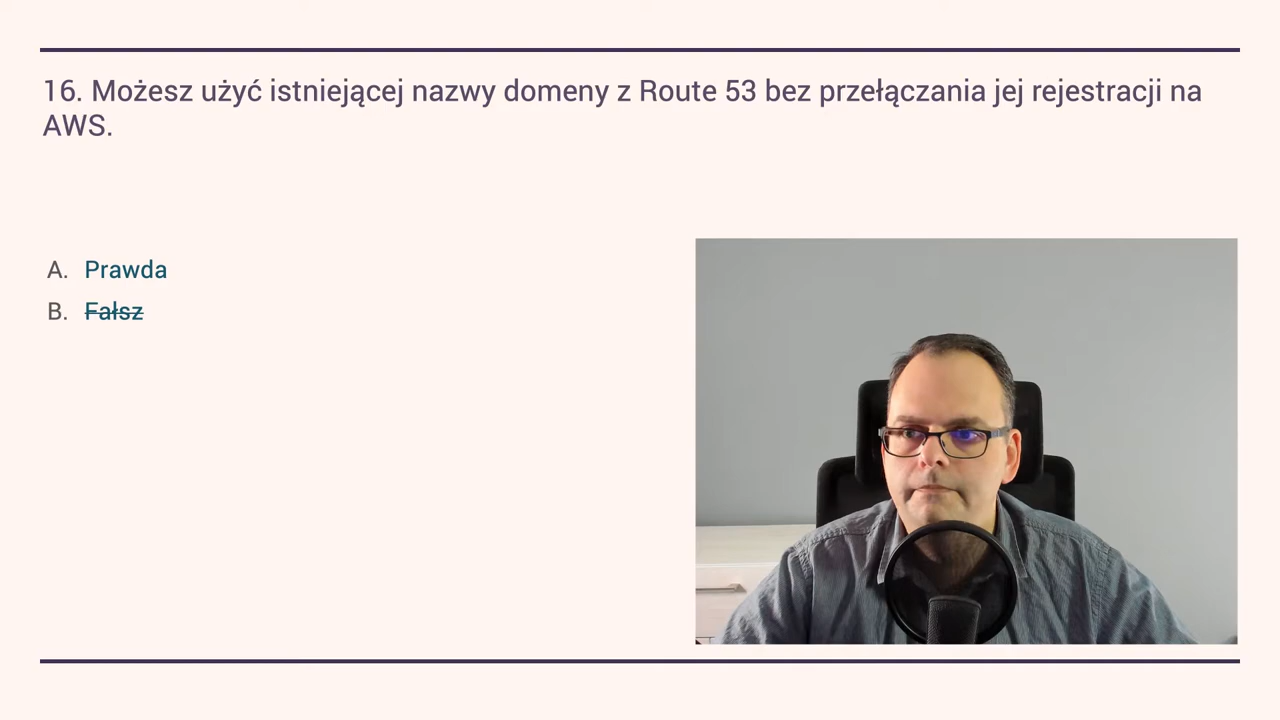 16. Możesz użyć istniejącej nazwy domeny z Route 53 bez przełączania jej rejestracji na
AWS.
A. Prawda
B. Fałsz